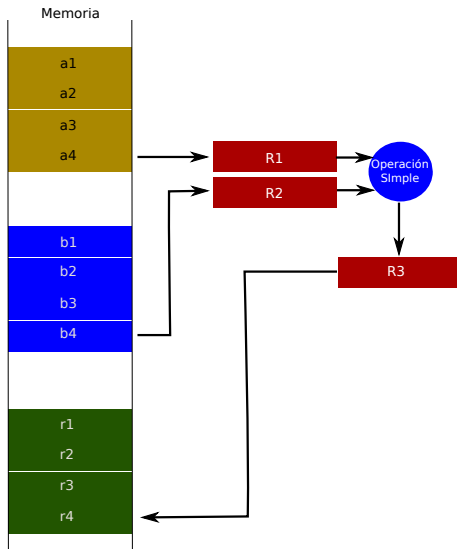 Memoria
a1
a2
a3
a4
b1
b2
b3
b4
r1
r2
r3
r4
R1
R2
Operación
SImple
R3